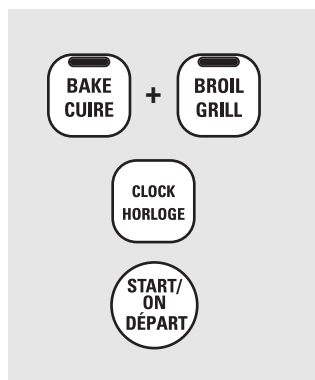 BAKE
CUIRE
+
BROIL
GRILL
CLOCK
HORLOGE
START/
ON
DÉPART